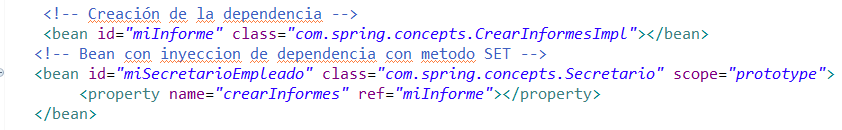 <!-- Creación de la dependencia -->
<bean id="miInforme" class="com.spring.concepts.CrearInformesImpl"></bean>
<!-- Bean con inyeccion de dependencia con metodo SET -->
<bean id="miSecretarioEmpleado" class="com.spring.concepts.Secretario" scope="prototype">
<property name="crearInformes" ref="miInforme"></property>
</bean>